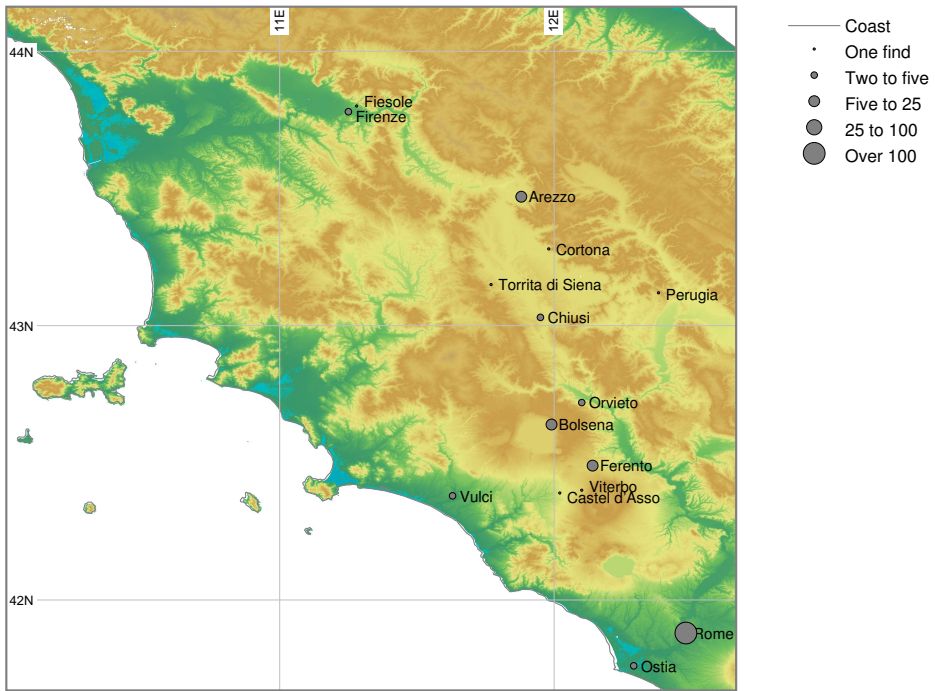 11E
12E
44N
Fiesole
Firenze
Arezzo
Cortona
Torrita di Siena
Perugia
Chiusi
43N
Orvieto
Bolsena
Ferento
Viterbo
Castel d'Asso
Vulci
42N
Rome
Ostia
Coast
One find
Two to five
Five to 25
25 to 100
Over 100